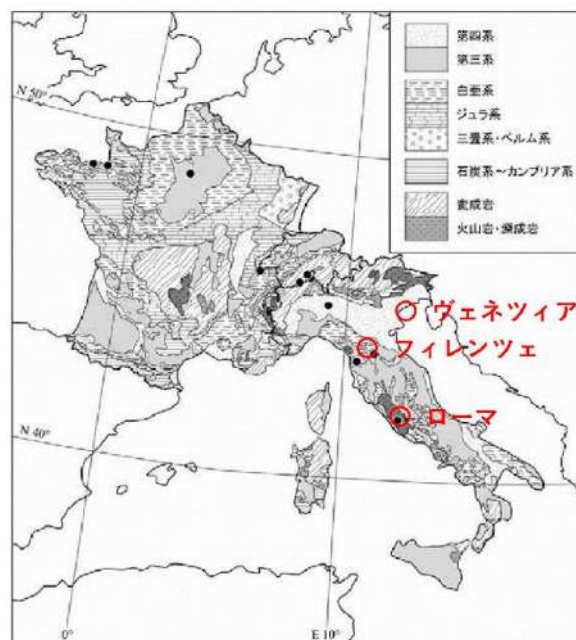 第四系
第三系
白亜系
ジュラ系
三畳系・ペルム系
石炭系～カンブリア系
変成岩
火山岩・深成岩
N 50°
ヴェネツィア
フィレンツェ
ローマ
N 40°
0°
E 10°